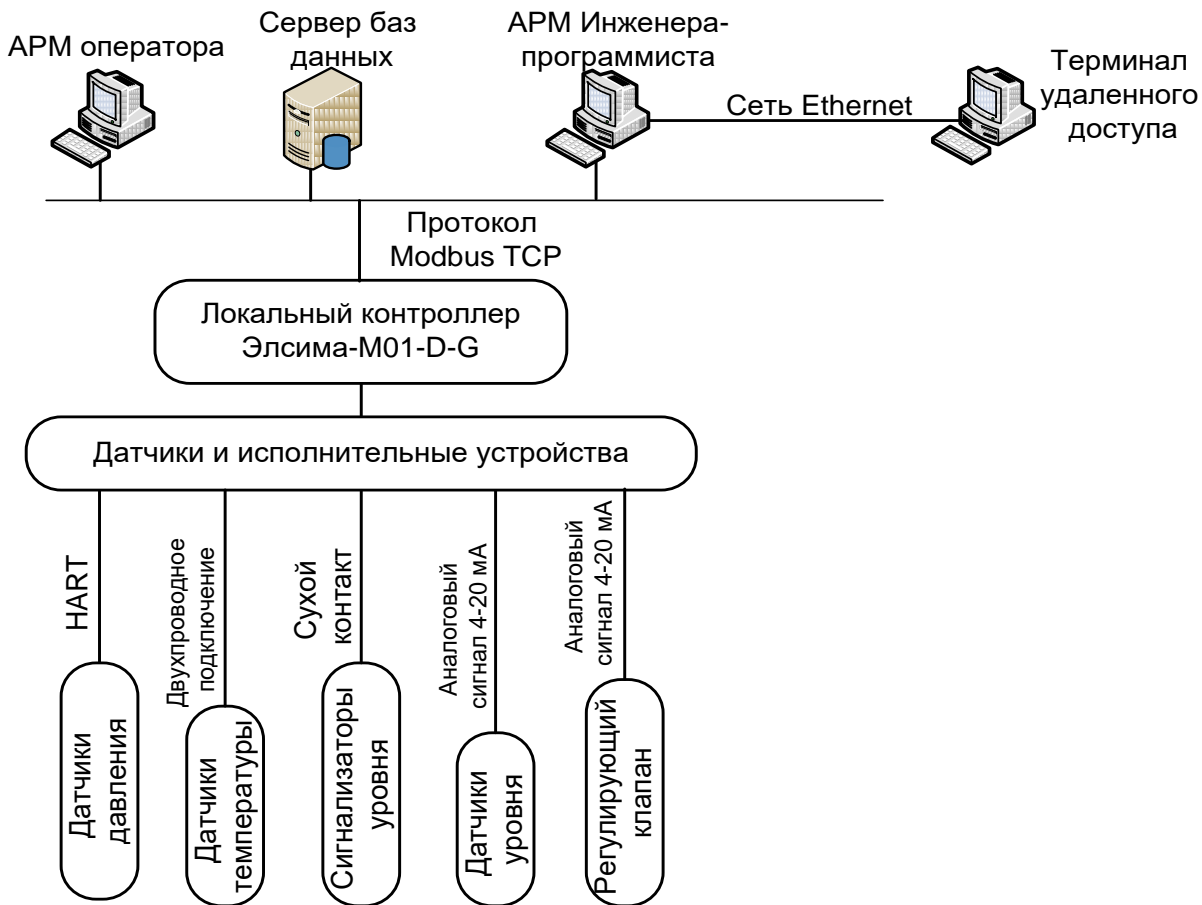 АРМ оператора
Сервер баз
данных
АРМ Инженера-
программиста
Сеть Ethernet
Терминал
удаленного
доступа
Протокол
Modbus TCP
Локальный контроллер
Элсима-М01-D-G
Датчики и исполнительные устройства
HART
Двухпроводное
подключение
Сухой
контакт
Аналоговый
сигнал 4-20 мА
Аналоговый
сигнал 4-20 мА
Датчики
давления
Датчики
температуры
Сигнализаторы
уровня
Датчики
уровня
Регулирующий
клапан